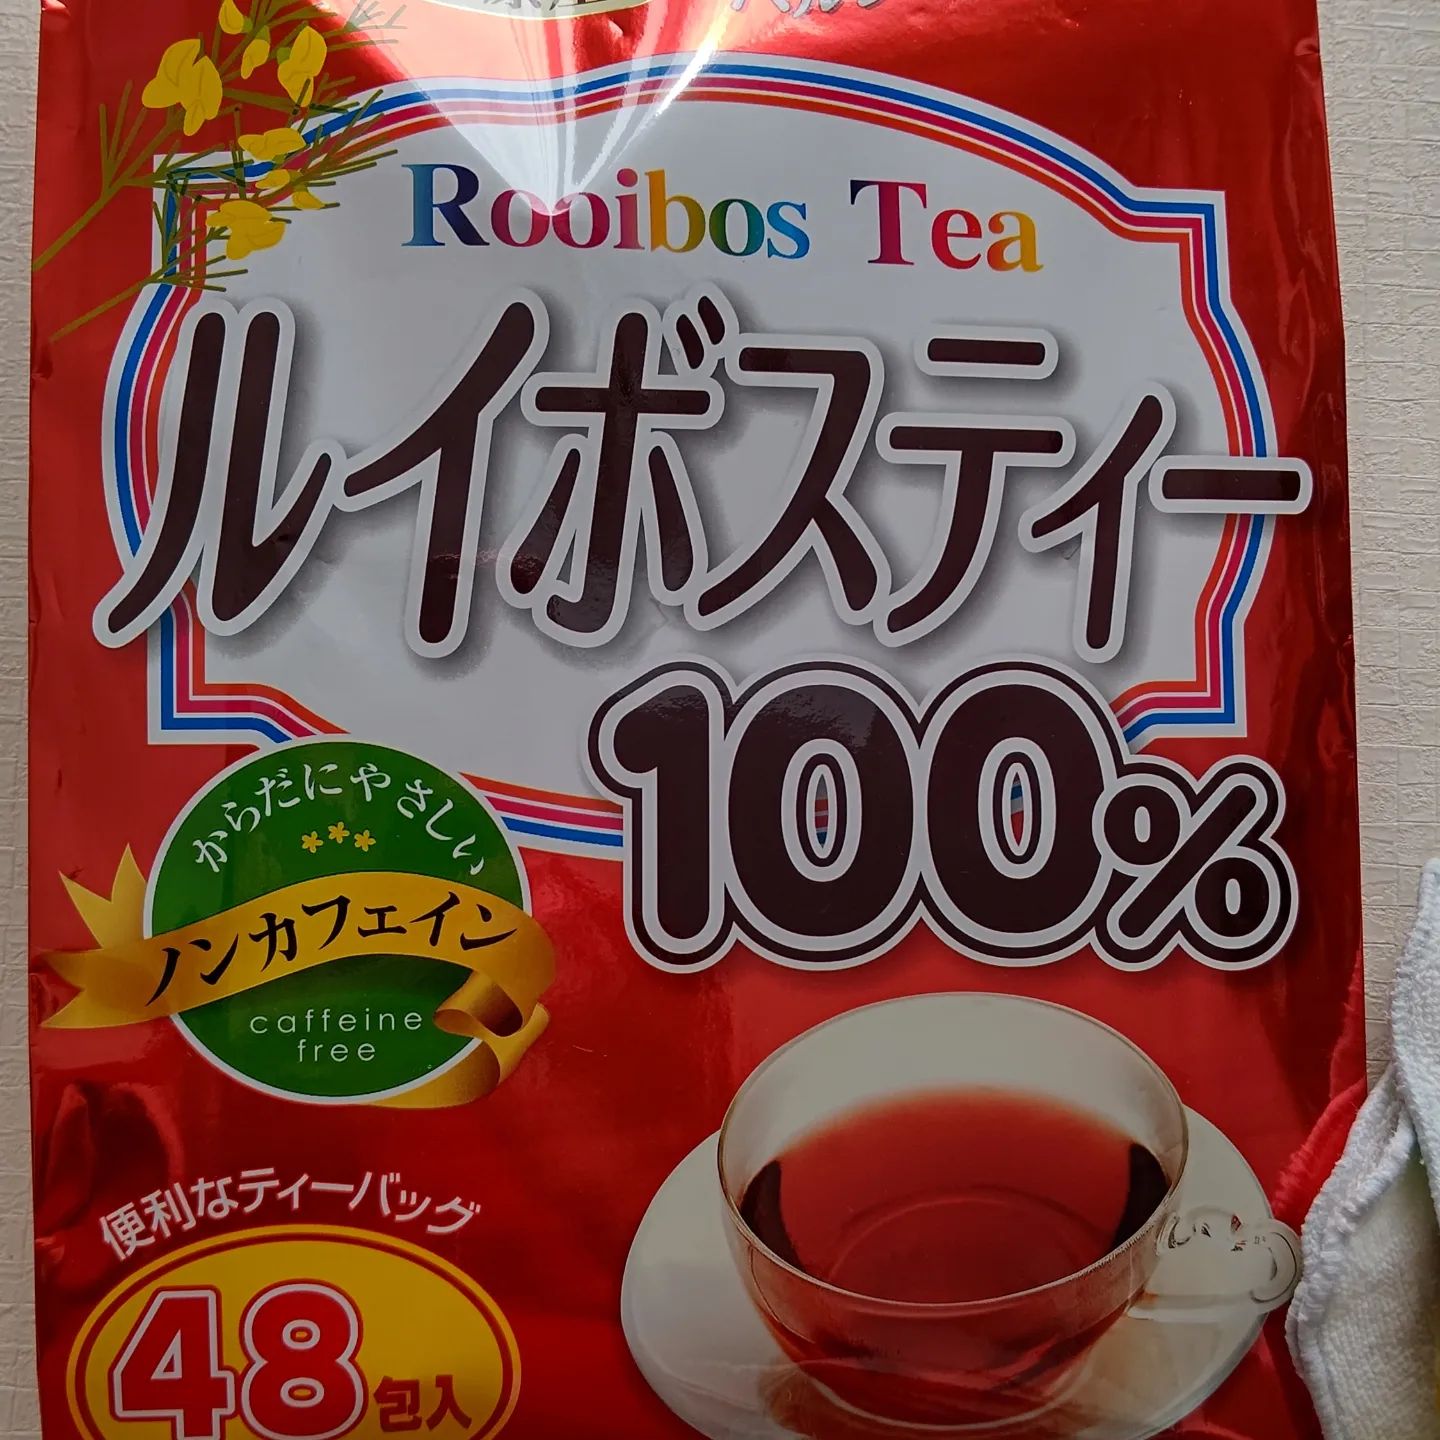 Rooibos Tea
ルイボスティー
100%
からだにやさしい
ノンカフェイン
caffeine
free
便利なティーバッグ
48包入